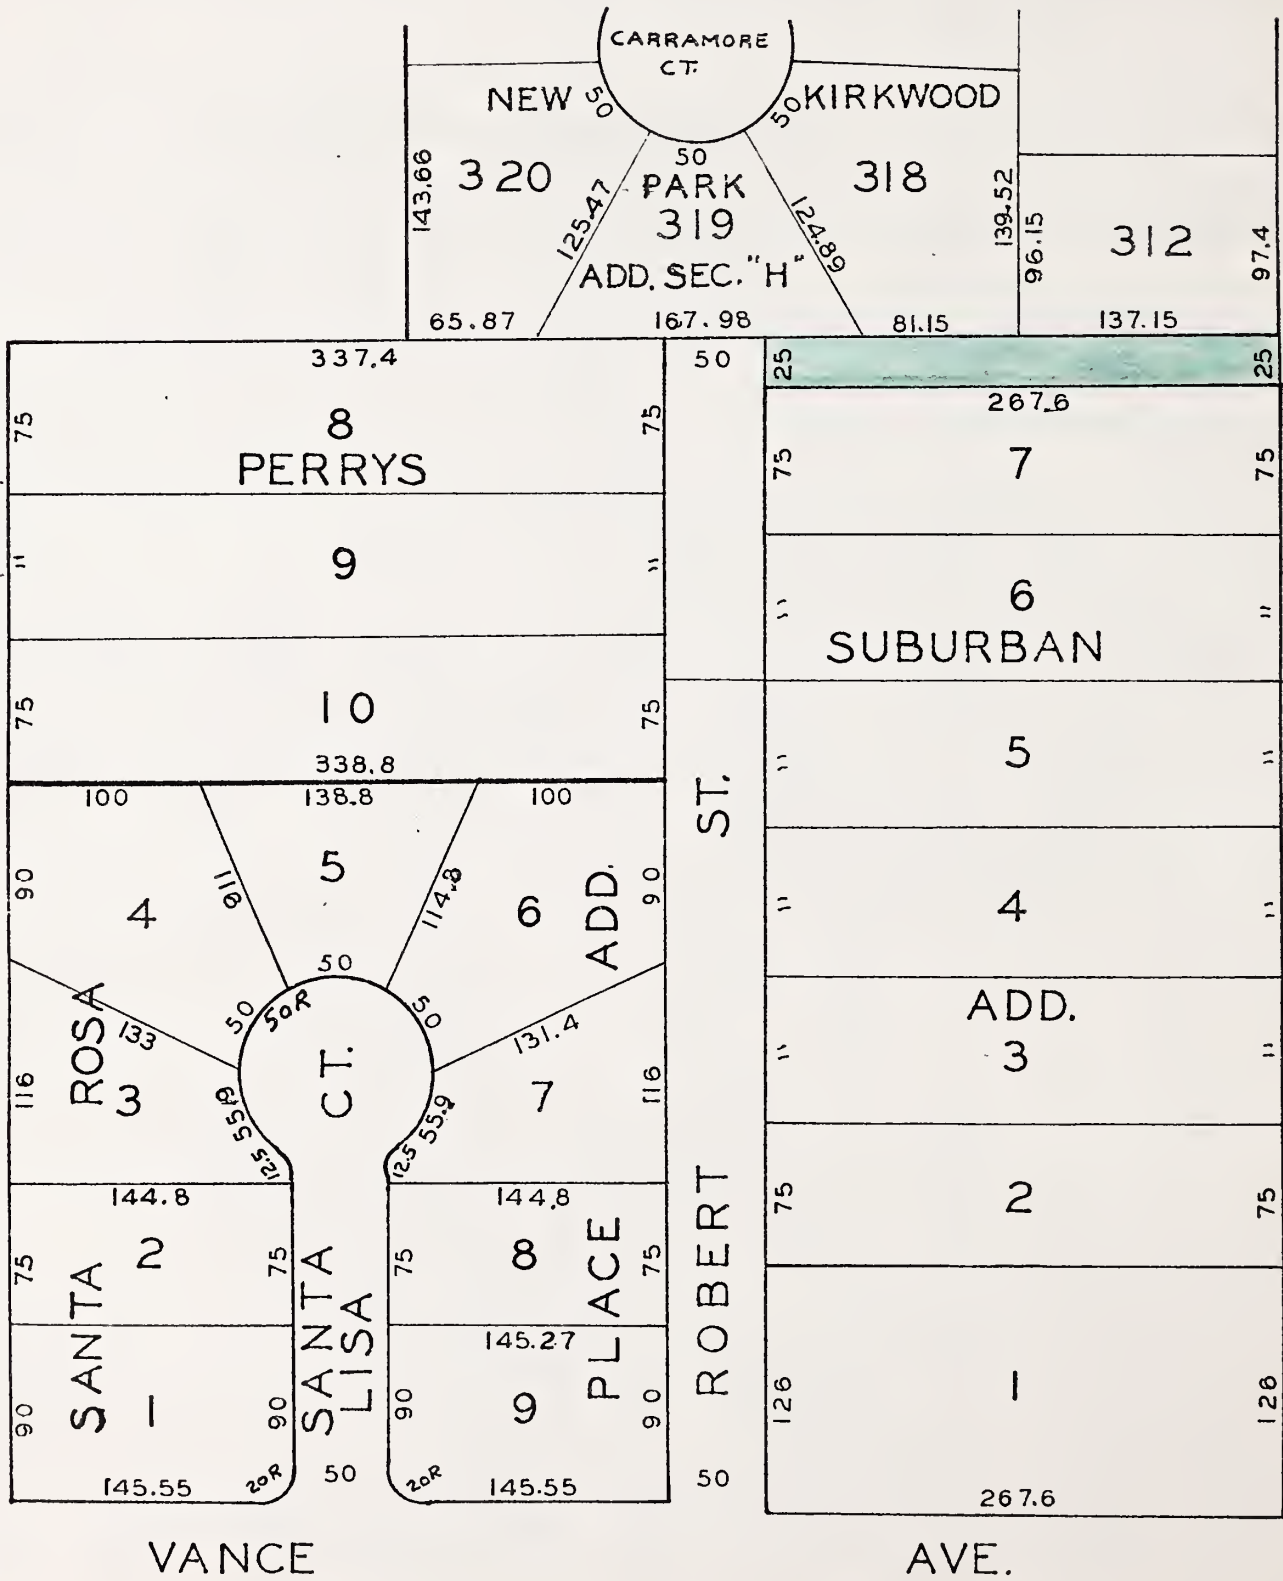 CARRAMORE
CT.
NEW 50 50 KIRKWOOD
143.66 320 125.47 50 124.89 318 139.52
PARK
319
ADD. SEC. "H"
96.15 312 97.4
65.87 167.98 81.15 137.15
337.4 50 25 25
75 8 75 267.6
PERRYS 75 7 75
" 9 " " 6 "
SUBURBAN
75 10 75
338.8 " 5 "
100 138.8 100 ST.
90 4 118 5 114.8 6 ADD. 90 " 4 "
50
50 50R 50
ROSA 133 CT. 131.4 ADD.
116 3 7 116 " 3 "
55.9 55.9
12.5 12.5
144.8 144.8 75 2 75
75 2 75 75 8 75
145.27
SANTA SANTA LISA PLACE ROBERT
90 1 90 90 9 90 126 1 126
145.55 20R 50 20R 145.55 50 267.6
VANCE AVE.